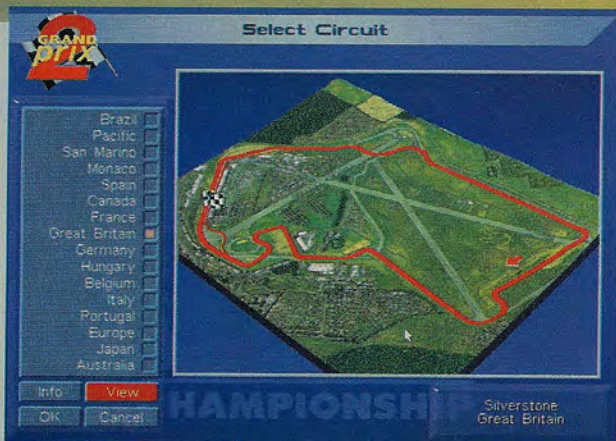 GRAND
prix
2
Select Circuit
Brazil
Pacific
San Marino
Monaco
Spain
Canada
France
Great Britain
Germany
Hungary
Belgium
Italy
Portugal
Europe
Japan
Australia
Info
View
OK
Cancel
HAMPIONSHIP
Silverstone
Great Britain